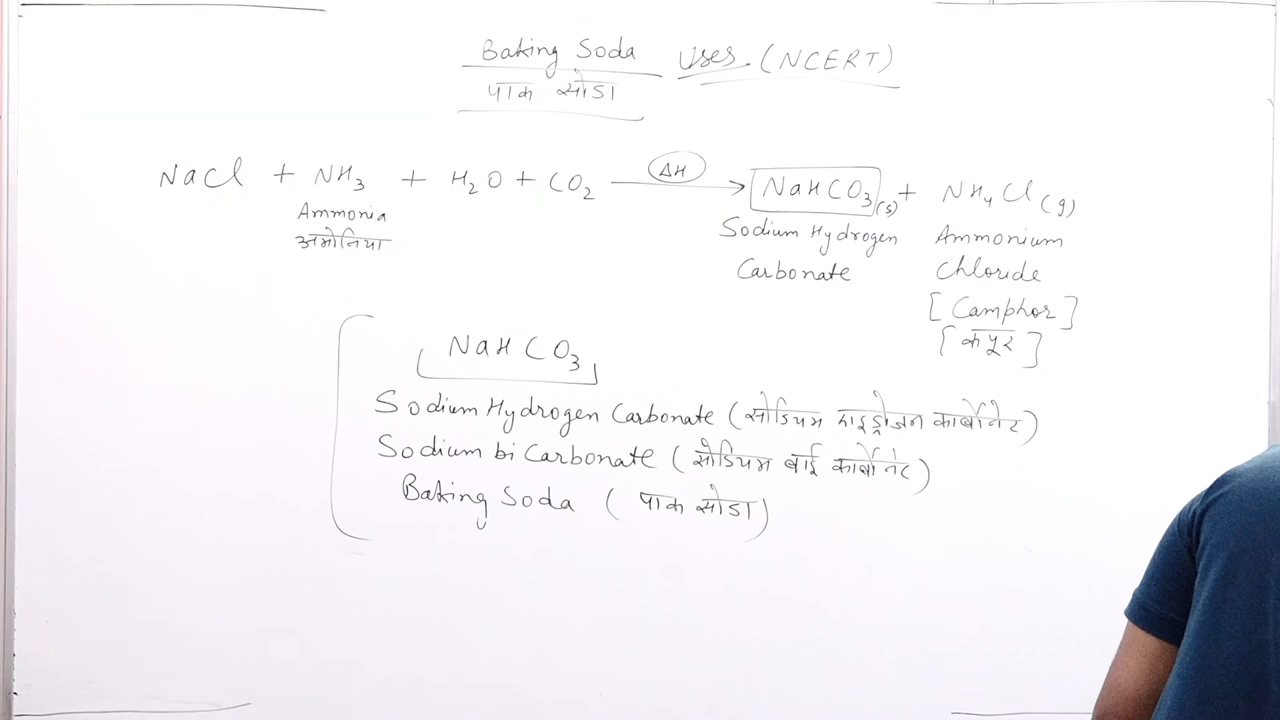 Baking Soda Uses. (NCERT)
पाक सोडा
NaCl + NH3 + H2O + CO2 ΔH → NaHCO3(s) + NH4Cl(g)
Ammonia
अमोनिया
Sodium Hydrogen Carbonate
Ammonium Chloride
[Camphor]
[कपूर]
NaHCO3
Sodium Hydrogen Carbonate (सोडियम हाइड्रोजन कार्बोनेट)
Sodium bi Carbonate (सोडियम बाई कार्बोनेट)
Baking Soda (पाक सोडा)